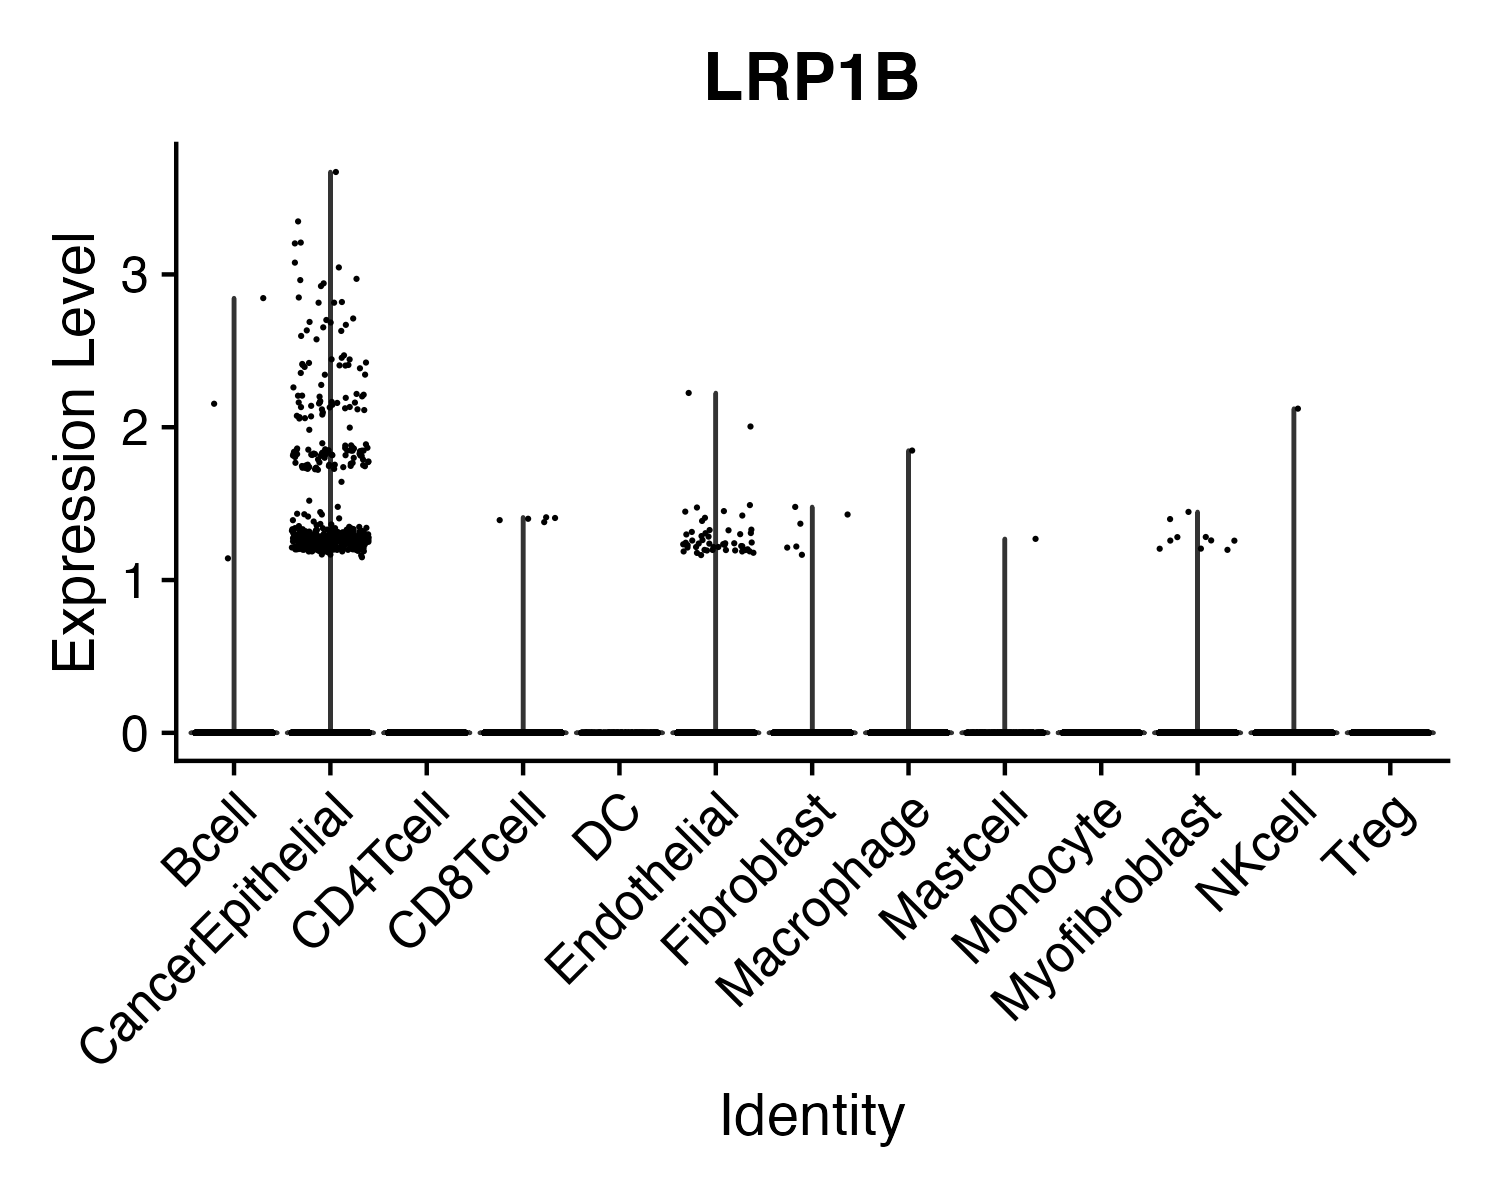 LRP1B
Expression Level
3
2
1
0
Bcell
CancerEpithelial
CD4Tcell
CD8Tcell
DC
Endothelial
Fibroblast
Macrophage
Mastcell
Monocyte
Myofibroblast
NKcell
Treg
Identity